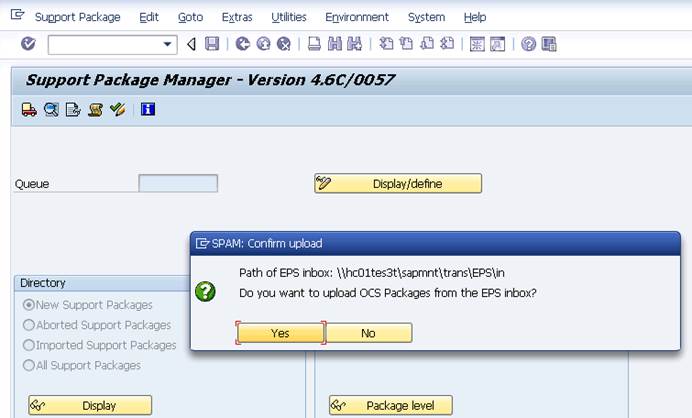 Support Package Edit Goto Extras Utilities Environment System Help
Support Package Manager - Version 4.6C/0057
Queue Display/define
SPAM: Confirm upload
Path of EPS inbox: \\hc01tes3t\sapmnt\trans\EPS\in
Do you want to upload OCS Packages from the EPS inbox?
Yes No
Directory
New Support Packages
Aborted Support Packages
Imported Support Packages
All Support Packages
Display Package level